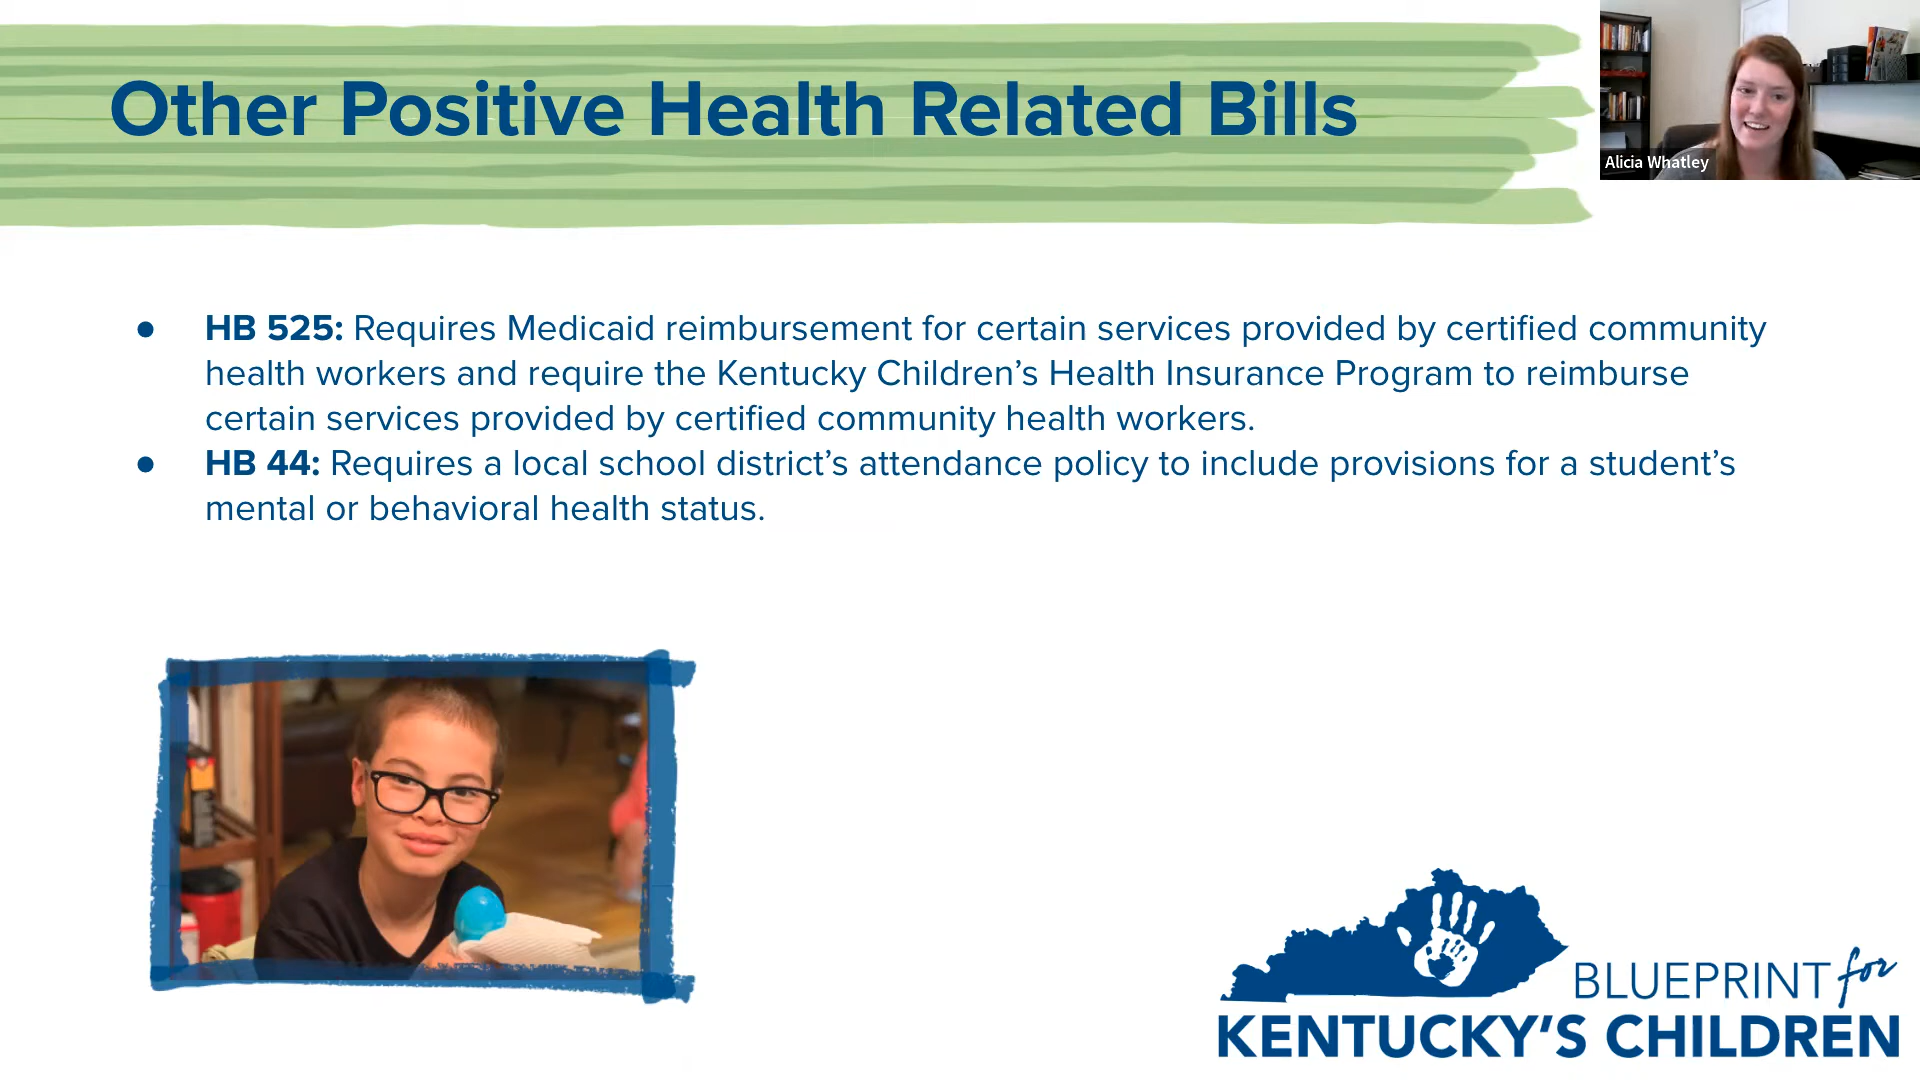 Other Positive Health Related Bills
Alicia Whatley
● HB 525: Requires Medicaid reimbursement for certain services provided by certified community
health workers and require the Kentucky Children’s Health Insurance Program to reimburse
certain services provided by certified community health workers.
● HB 44: Requires a local school district’s attendance policy to include provisions for a student’s
mental or behavioral health status.
BLUEPRINT for
KENTUCKY’S CHILDREN